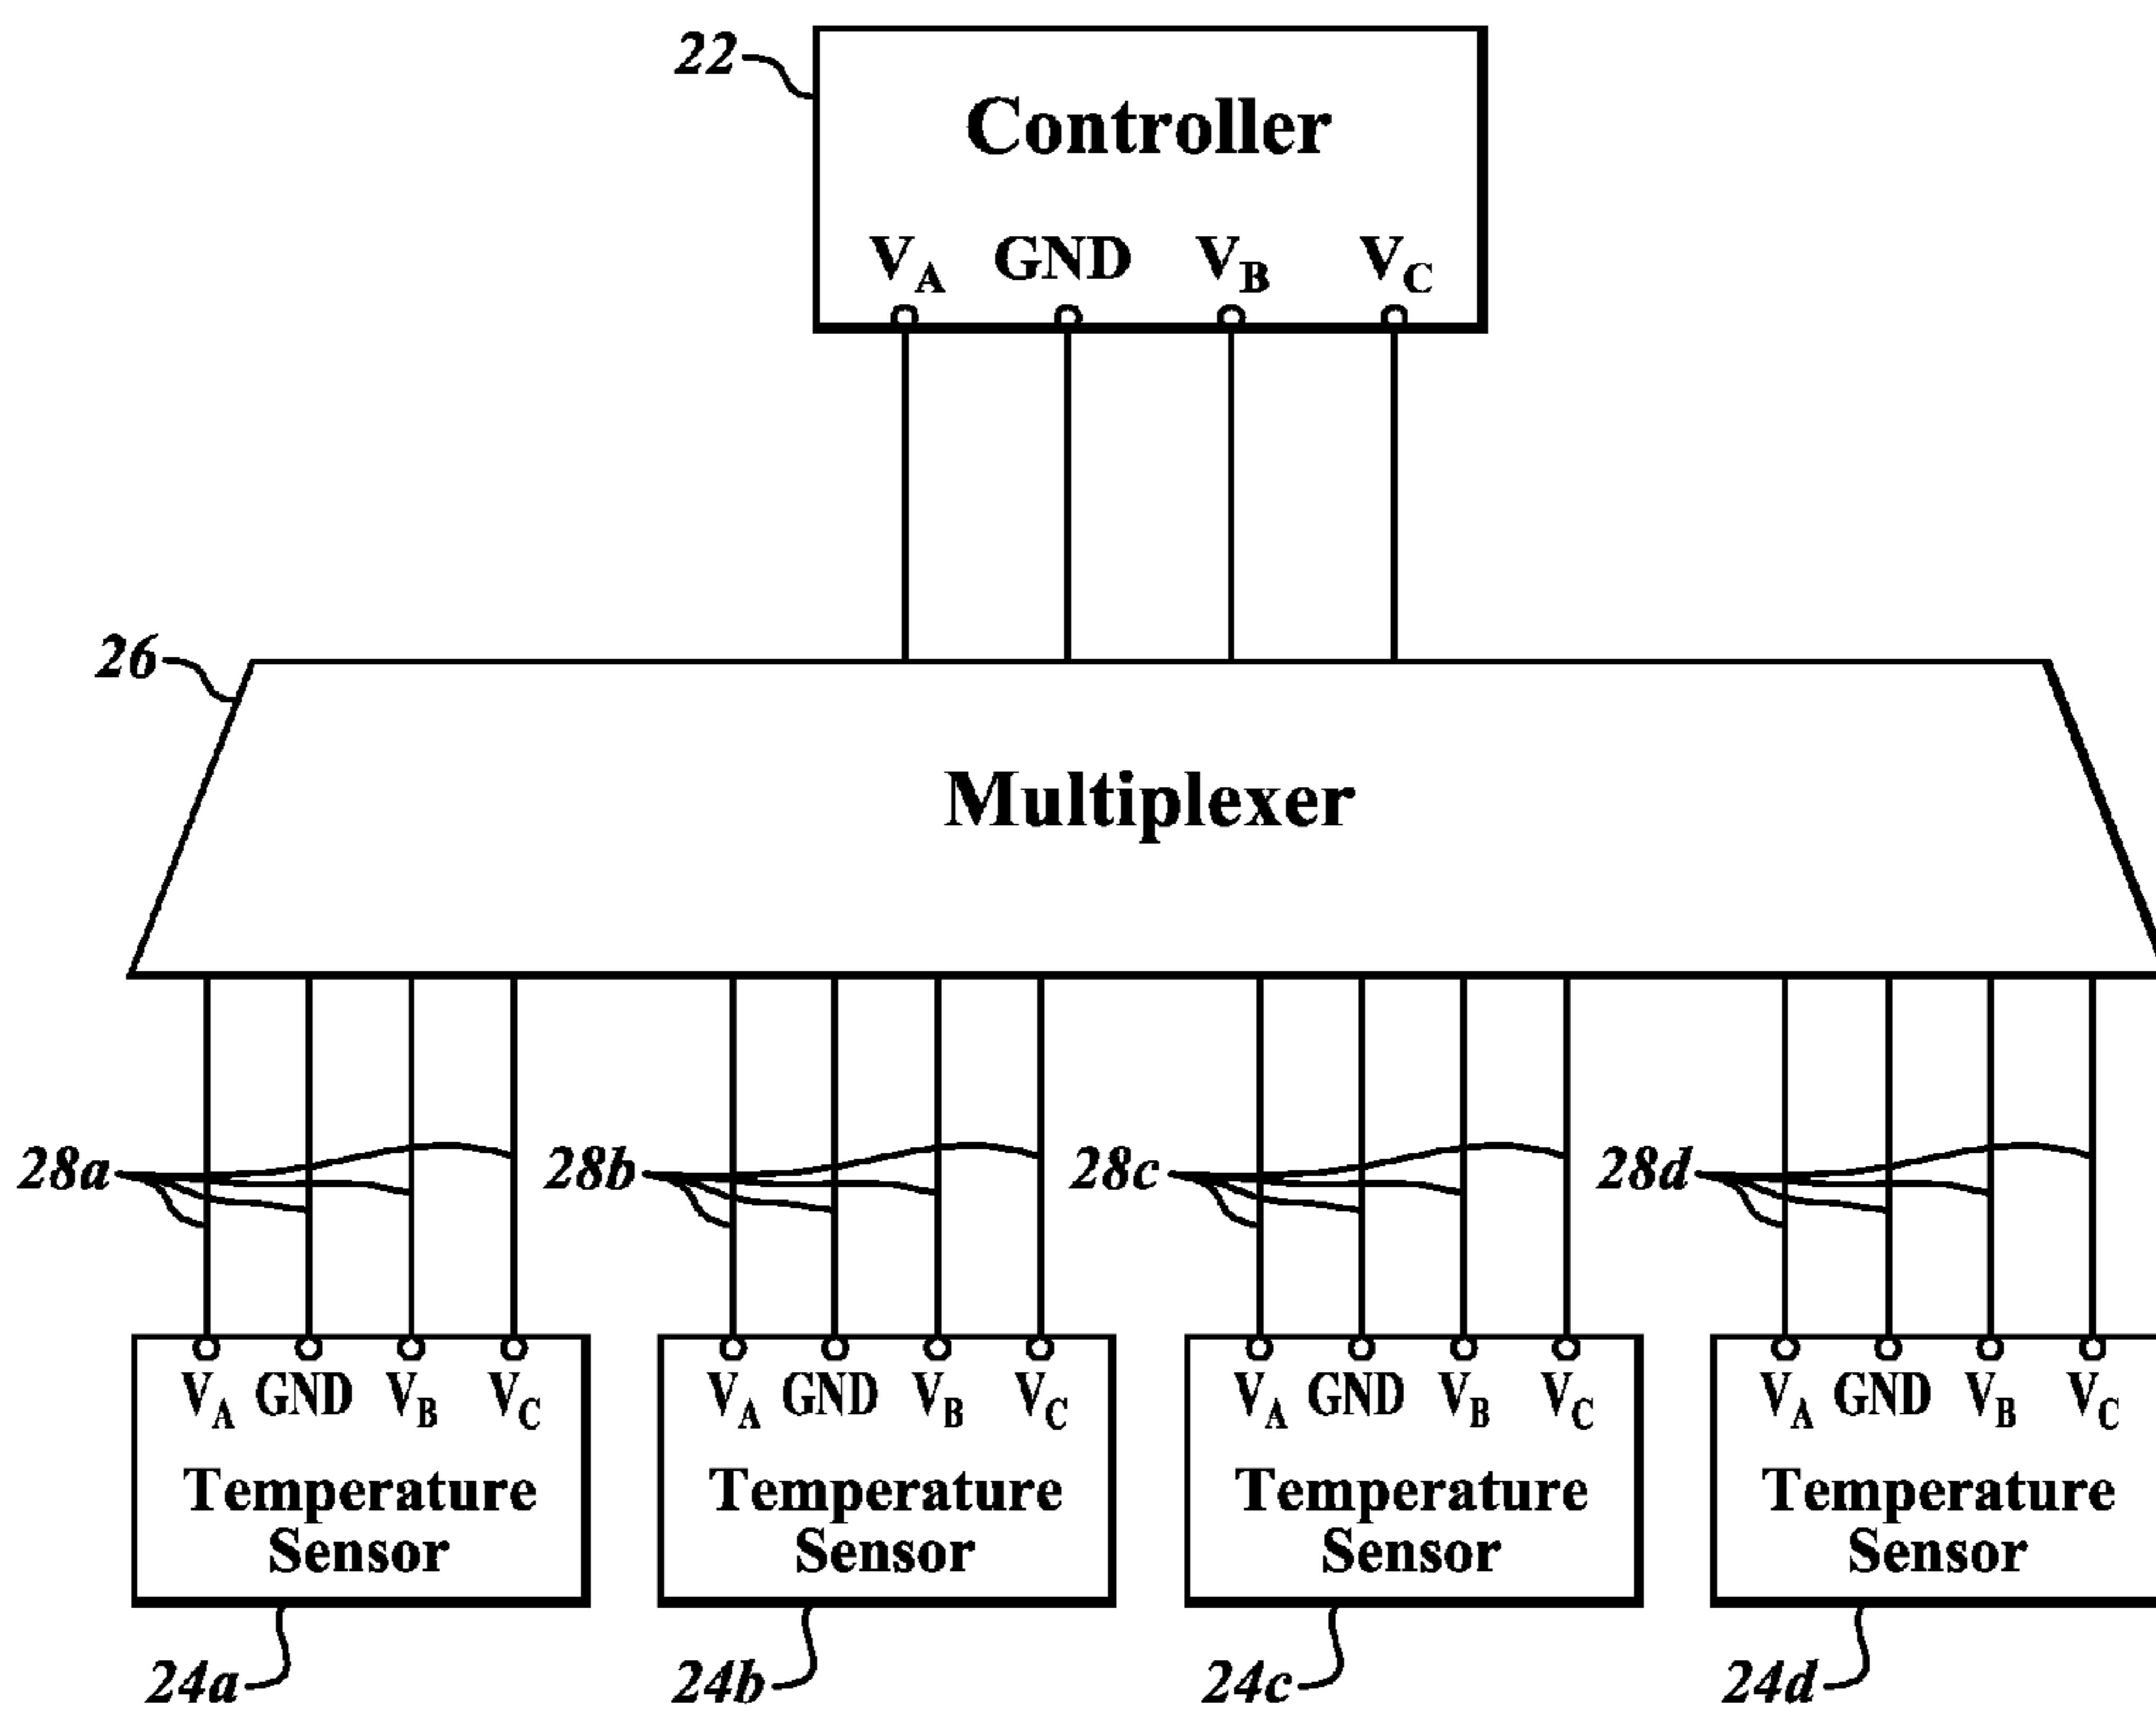 22
Controller
VA GND VB VC
26
Multiplexer
28a 28b 28c 28d
VA GND VB VC VA GND VB VC VA GND VB VC VA GND VB VC
Temperature Temperature Temperature Temperature
Sensor Sensor Sensor Sensor
24a 24b 24c 24d